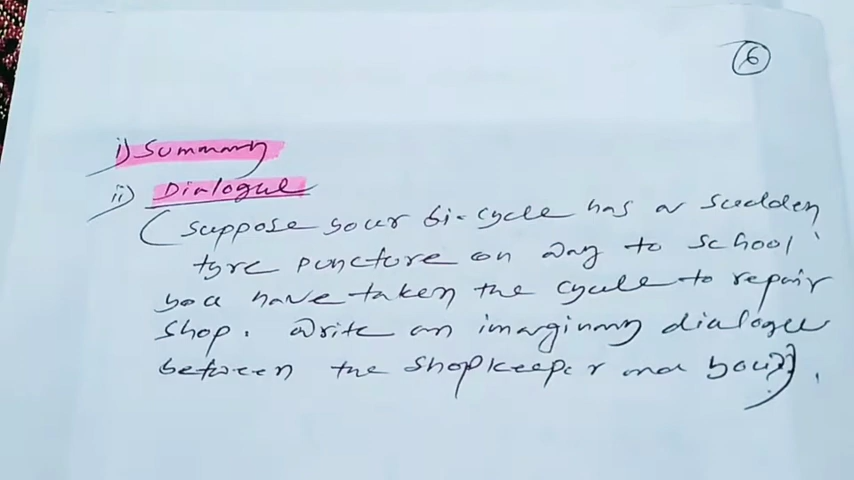 6
i) Summary
ii) Dialogue
(Suppose your bi-cycle has a sudden
tyre puncture on way to school'
you have taken the cycle to repair
shop. Write an imaginary dialogue
between the shopkeeper and you?).